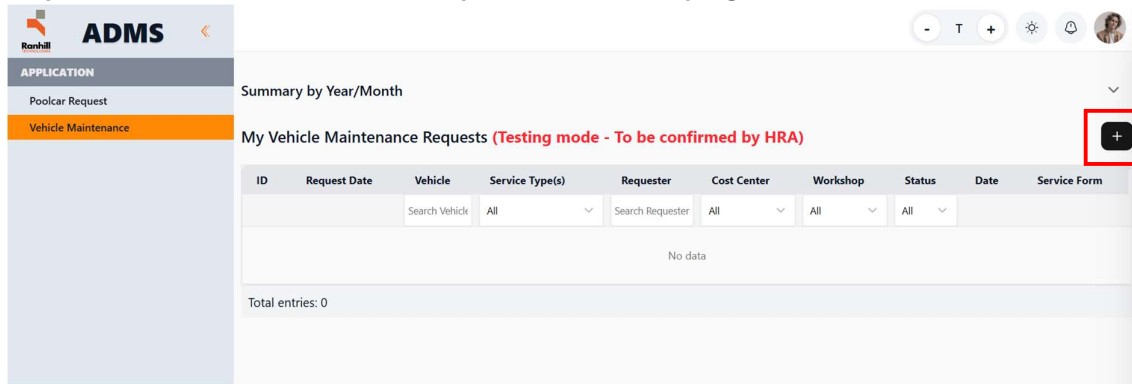 Ranhill
ADMS
- T +
APPLICATION
Poolcar Request
Vehicle Maintenance
Summary by Year/Month
My Vehicle Maintenance Requests (Testing mode - To be confirmed by HRA)
+
ID Request Date Vehicle Service Type(s) Requester Cost Center Workshop Status Date Service Form
Search Vehicle All Search Requester All All All
No data
Total entries: 0